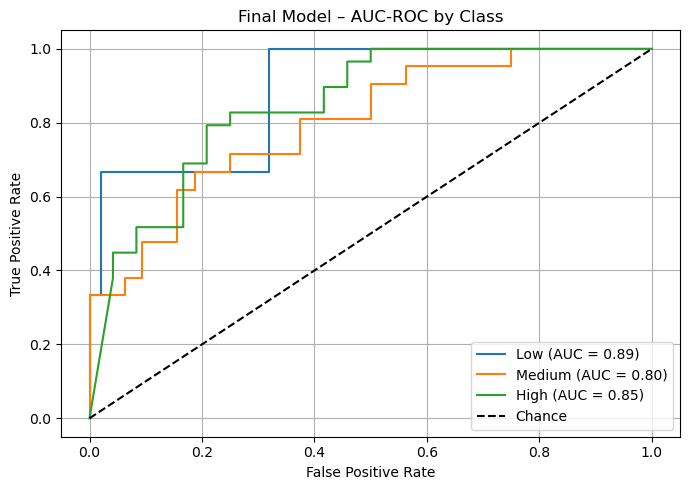 Final Model – AUC-ROC by Class
True Positive Rate
1.0
0.8
0.6
0.4
0.2
0.0
Low (AUC = 0.89)
Medium (AUC = 0.80)
High (AUC = 0.85)
Chance
0.0 0.2 0.4 0.6 0.8 1.0
False Positive Rate